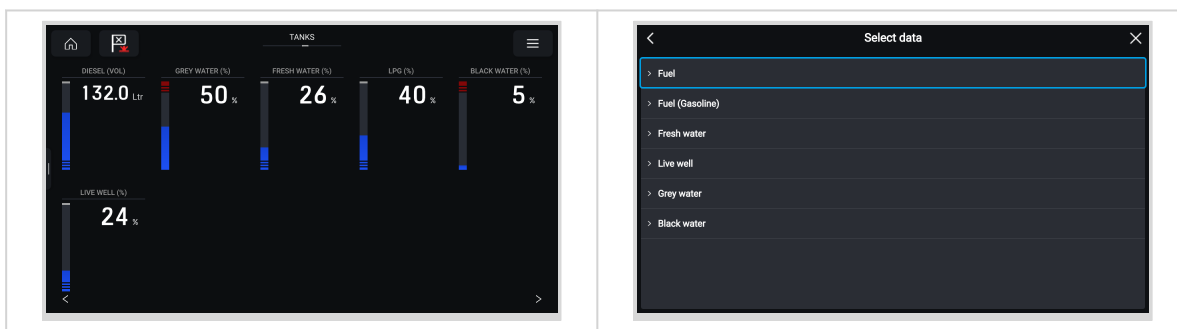 TANKS
DIESEL (VOL)
132.0 Ltr
GREY WATER (%)
50 %
FRESH WATER (%)
26 %
LPG (%)
40 %
BLACK WATER (%)
5 %
LIVE WELL (%)
24 %
Select data
Fuel
Fuel (Gasoline)
Fresh water
Live well
Grey water
Black water